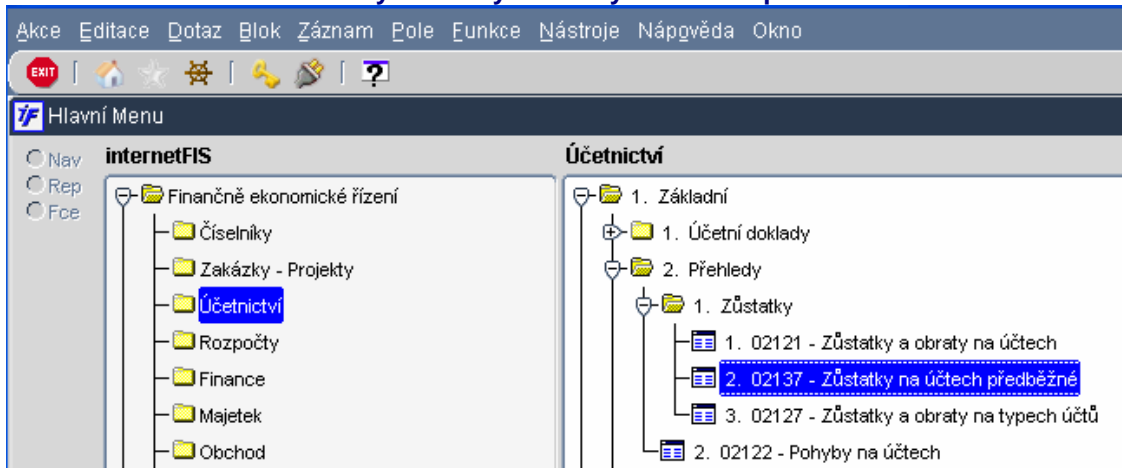 Akce Editace Dotaz Blok Záznam Pole Funkce Nástroje Nápověda Okno
EXIT
Hlavní Menu
Nav
Rep
Fce
internetFIS
Finančně ekonomické řízení
Číselníky
Zakázky - Projekty
Účetnictví
Rozpočty
Finance
Majetek
Obchod
Účetnictví
1. Základní
1. Účetní doklady
2. Přehledy
1. Zůstatky
1. 02121 - Zůstatky a obraty na účtech
2. 02137 - Zůstatky na účtech předběžné
3. 02127 - Zůstatky a obraty na typech účtů
2. 02122 - Pohyby na účtech